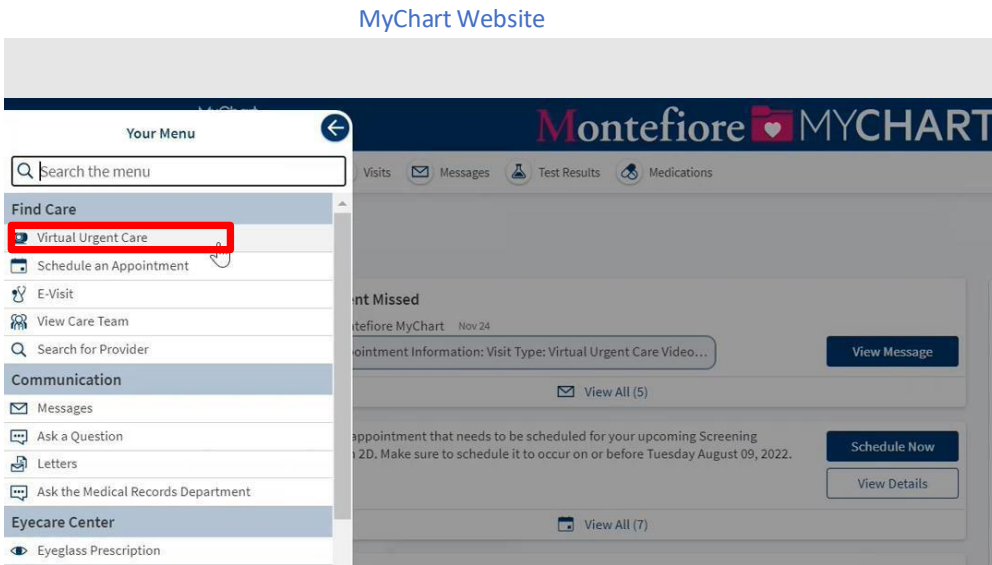 MyChart Website
Montefiore MYCHART
Your Menu
Search the menu
Visits
Messages
Test Results
Medications
Find Care
Virtual Urgent Care
Schedule an Appointment
E-Visit
View Care Team
Search for Provider
Communication
Messages
Ask a Question
Letters
Ask the Medical Records Department
Eyecare Center
Eyeglass Prescription
Missed
MyChart Nov 24
Information: Visit Type: Virtual Urgent Care Video...
View Message
View All (5)
appointment that needs to be scheduled for your upcoming Screening
2D. Make sure to schedule it to occur on or before Tuesday August 09, 2022.
Schedule Now
View Details
View All (7)